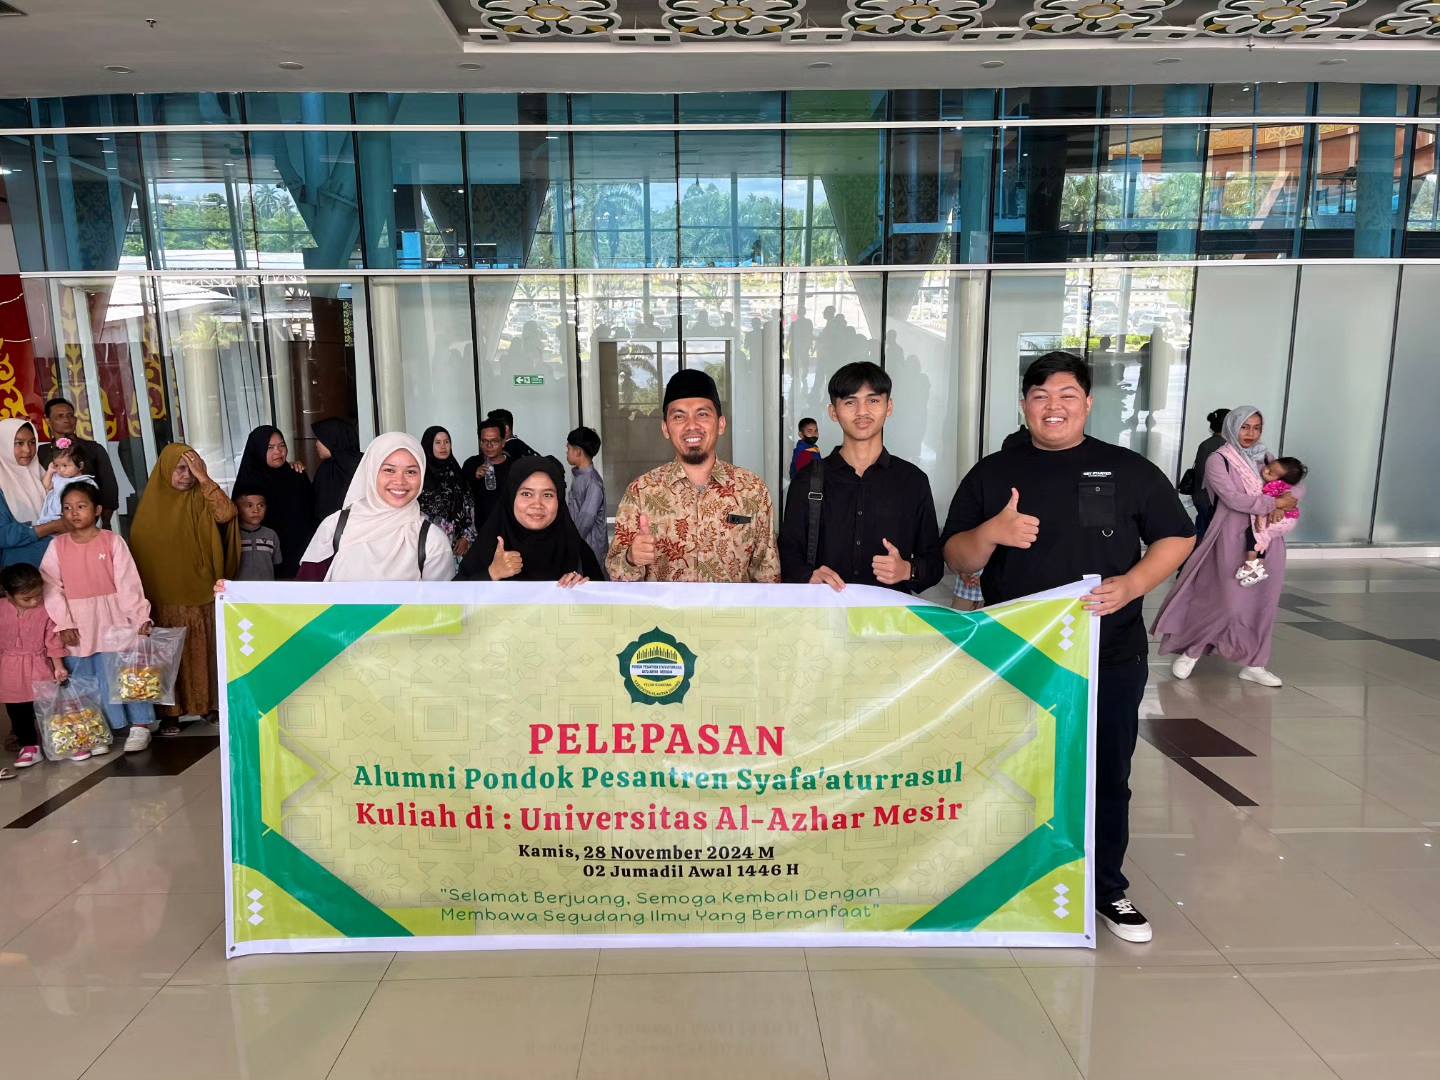 PELEPASAN
Alumni Pondok Pesantren Syafa'aturrasul
Kuliah di : Universitas Al-Azhar Mesir
Kamis, 28 November 2024 M
02 Jumadil Awal 1446 H
"Selamat Berjuang, Semoga Kembali Dengan
Membawa Segudang Ilmu Yang Bermanfaat"